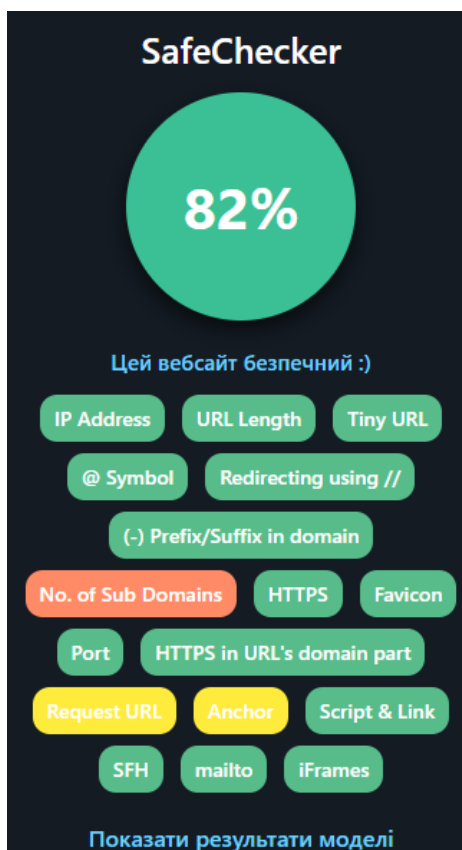 SafeChecker
82%
Цей вебсайт безпечний :)
IP Address URL Length Tiny URL
@ Symbol Redirecting using //
(-) Prefix/Suffix in domain
No. of Sub Domains HTTPS Favicon
Port HTTPS in URL's domain part
Request URL Anchor Script & Link
SFH mailto iFrames
Показати результати моделі